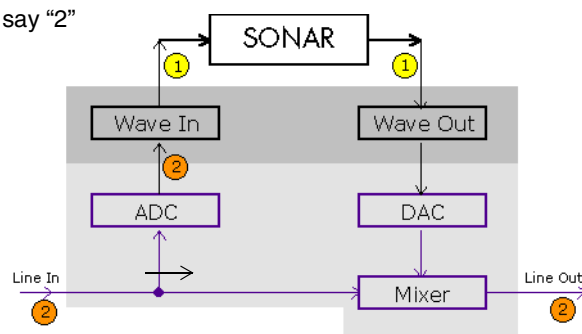 say “2”
SONAR
1
1
Wave In
Wave Out
2
ADC
DAC
Line In
Line Out
Mixer
2
2